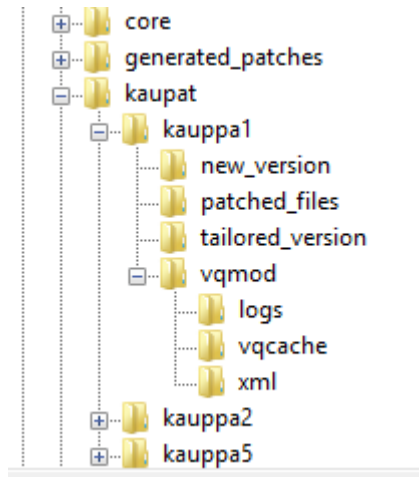 core
generated_patches
kaupat
kauppa1
new_version
patched_files
tailored_version
vqmod
logs
vqcache
xml
kauppa2
kauppa5